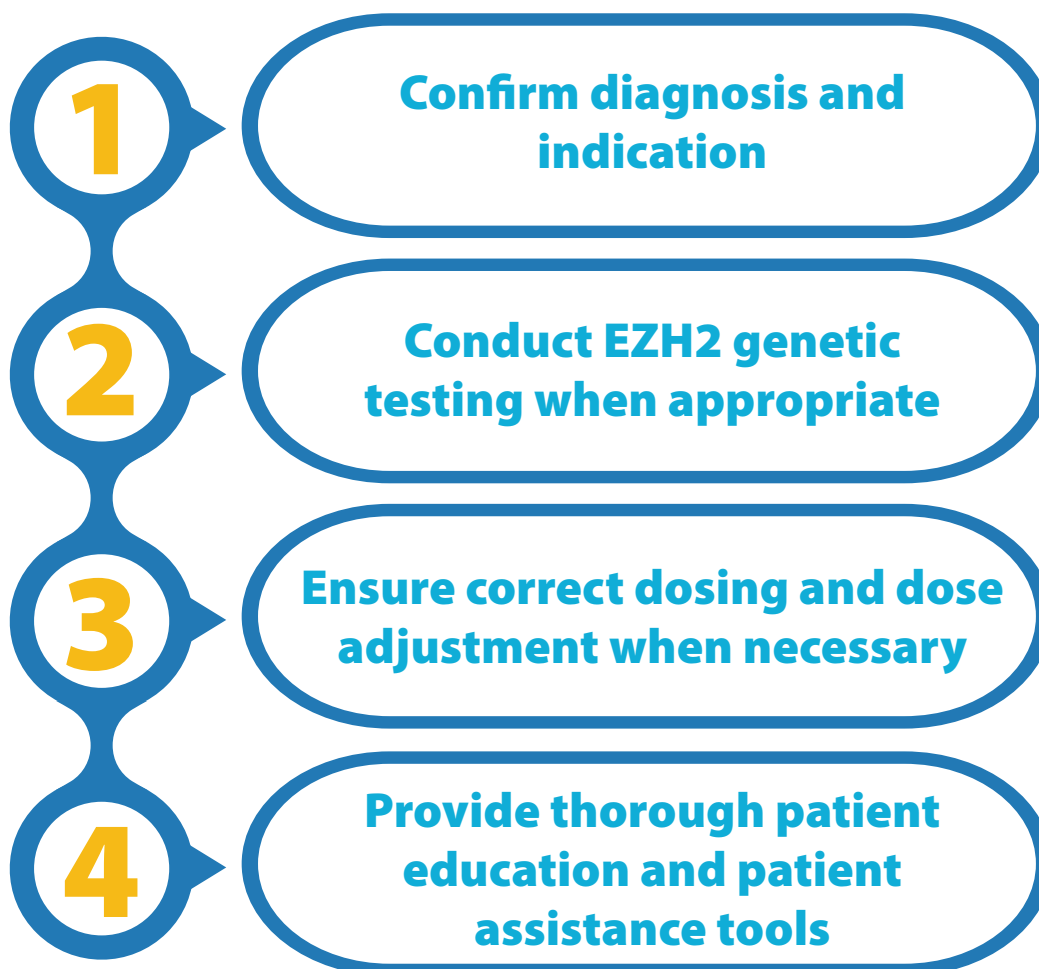 1
Confirm diagnosis and
indication
2
Conduct EZH2 genetic
testing when appropriate
3
Ensure correct dosing and dose
adjustment when necessary
4
Provide thorough patient
education and patient
assistance tools